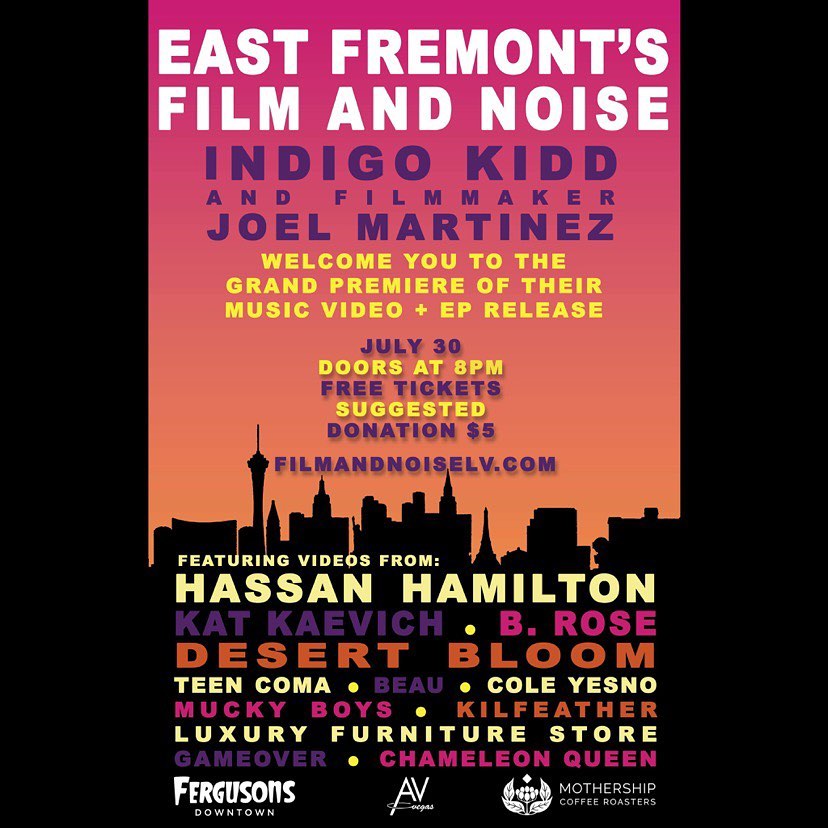 EAST FREMONT'S
FILM AND NOISE
INDIGO KIDD
AND FILMMAKER
JOEL MARTINEZ
WELCOME YOU TO THE
GRAND PREMIERE OF THEIR
MUSIC VIDEO + EP RELEASE
JULY 30
DOORS AT 8PM
FREE TICKETS
SUGGESTED
DONATION $5
FILMANDNOISELV.COM
FEATURING VIDEOS FROM:
HASSAN HAMILTON
KAT KAEVICH • B. ROSE
DESERT BLOOM
TEEN COMA • BEAU • COLE YESNO
MUCKY BOYS • KILFEATHER
LUXURY FURNITURE STORE
GAMEOVER • CHAMELEON QUEEN
FERGUSONS
DOWNTOWN
AV
vegas
MOTHERSHIP
COFFEE ROASTERS